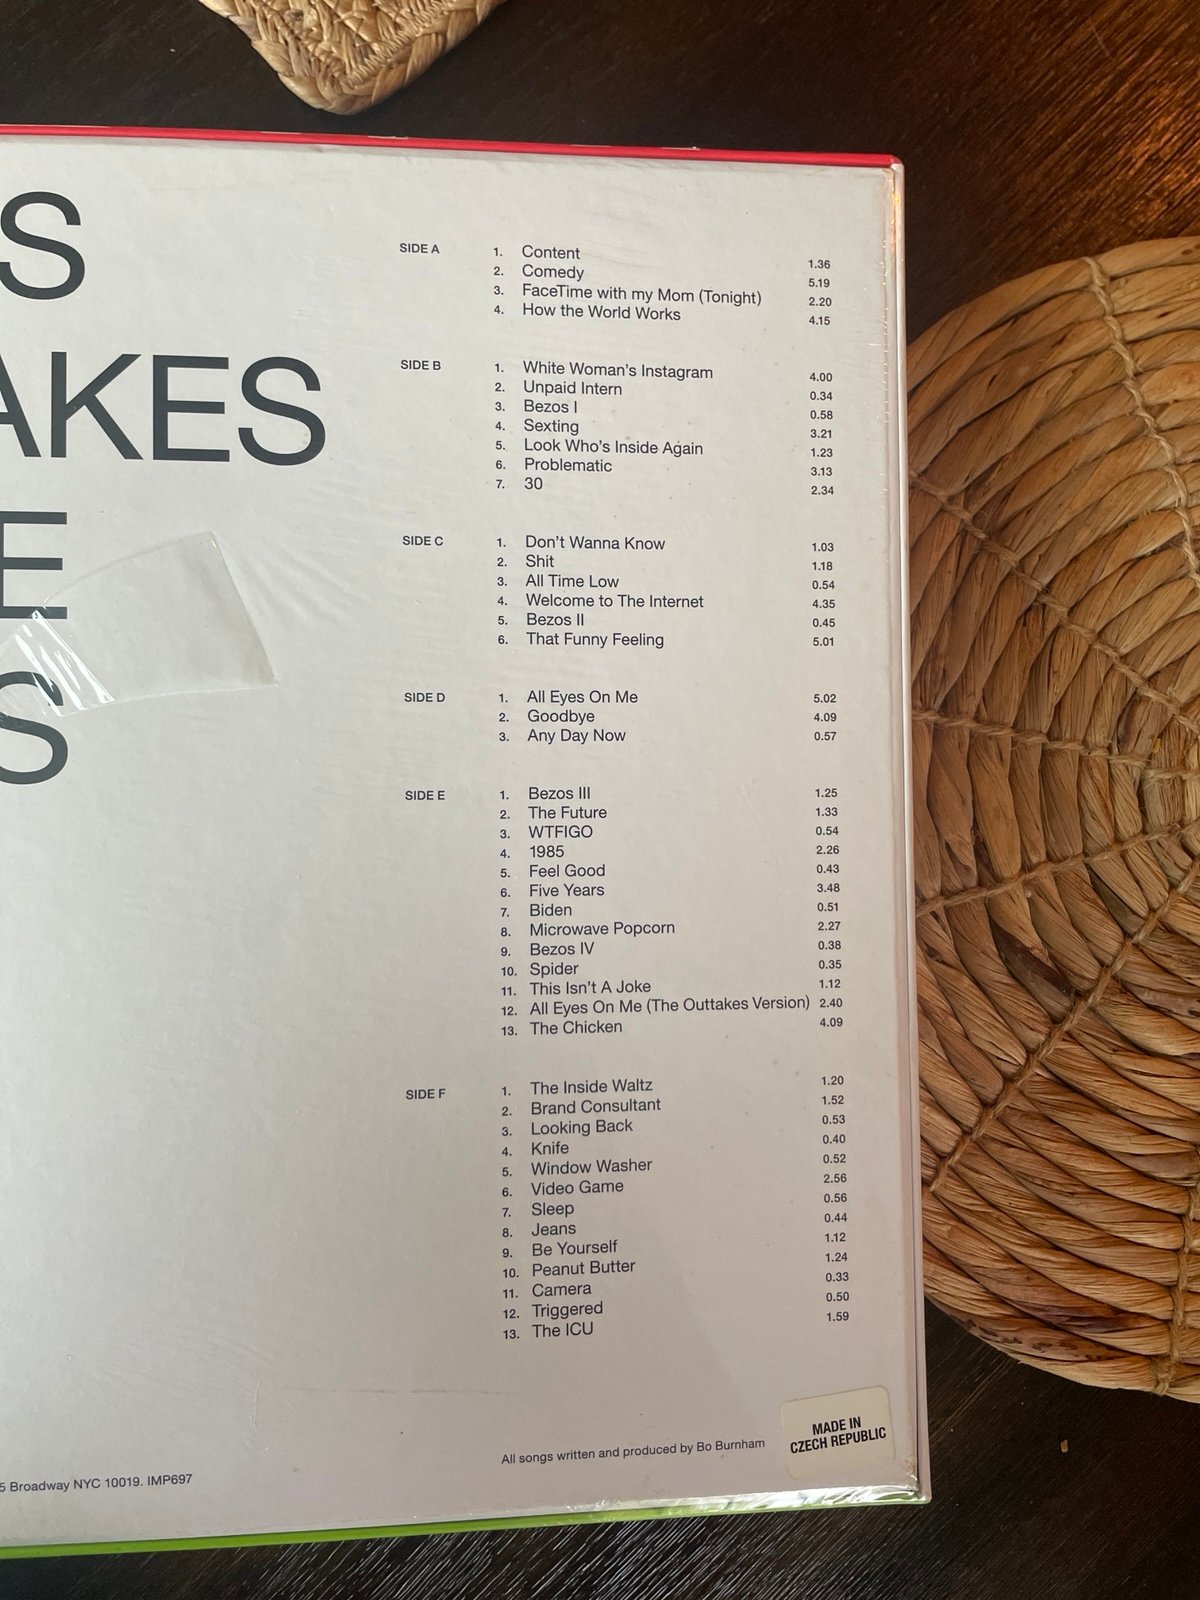 S
AKES
E
S
SIDE A
1. Content 1.36
2. Comedy 5.19
3. FaceTime with my Mom (Tonight) 2.20
4. How the World Works 4.15
SIDE B
1. White Woman's Instagram 4.00
2. Unpaid Intern 0.34
3. Bezos I 0.58
4. Sexting 3.21
5. Look Who's Inside Again 1.23
6. Problematic 3.13
7. 30 2.34
SIDE C
1. Don't Wanna Know 1.03
2. Shit 1.18
3. All Time Low 0.54
4. Welcome to The Internet 4.35
5. Bezos II 0.45
6. That Funny Feeling 5.01
SIDE D
1. All Eyes On Me 5.02
2. Goodbye 4.09
3. Any Day Now 0.57
SIDE E
1. Bezos III 1.25
2. The Future 1.33
3. WTFIGO 0.54
4. 1985 2.26
5. Feel Good 0.43
6. Five Years 3.48
7. Biden 0.51
8. Microwave Popcorn 2.27
9. Bezos IV 0.38
10. Spider 0.35
11. This Isn't A Joke 1.12
12. All Eyes On Me (The Outtakes Version) 2.40
13. The Chicken 4.09
SIDE F
1. The Inside Waltz 1.20
2. Brand Consultant 1.52
3. Looking Back 0.53
4. Knife 0.40
5. Window Washer 0.52
6. Video Game 2.56
7. Sleep 0.56
8. Jeans 0.44
9. Be Yourself 1.12
10. Peanut Butter 1.24
11. Camera 0.33
12. Triggered 0.50
13. The ICU 1.59
All songs written and produced by Bo Burnham
MADE IN
CZECH REPUBLIC
5 Broadway NYC 10019. IMP697